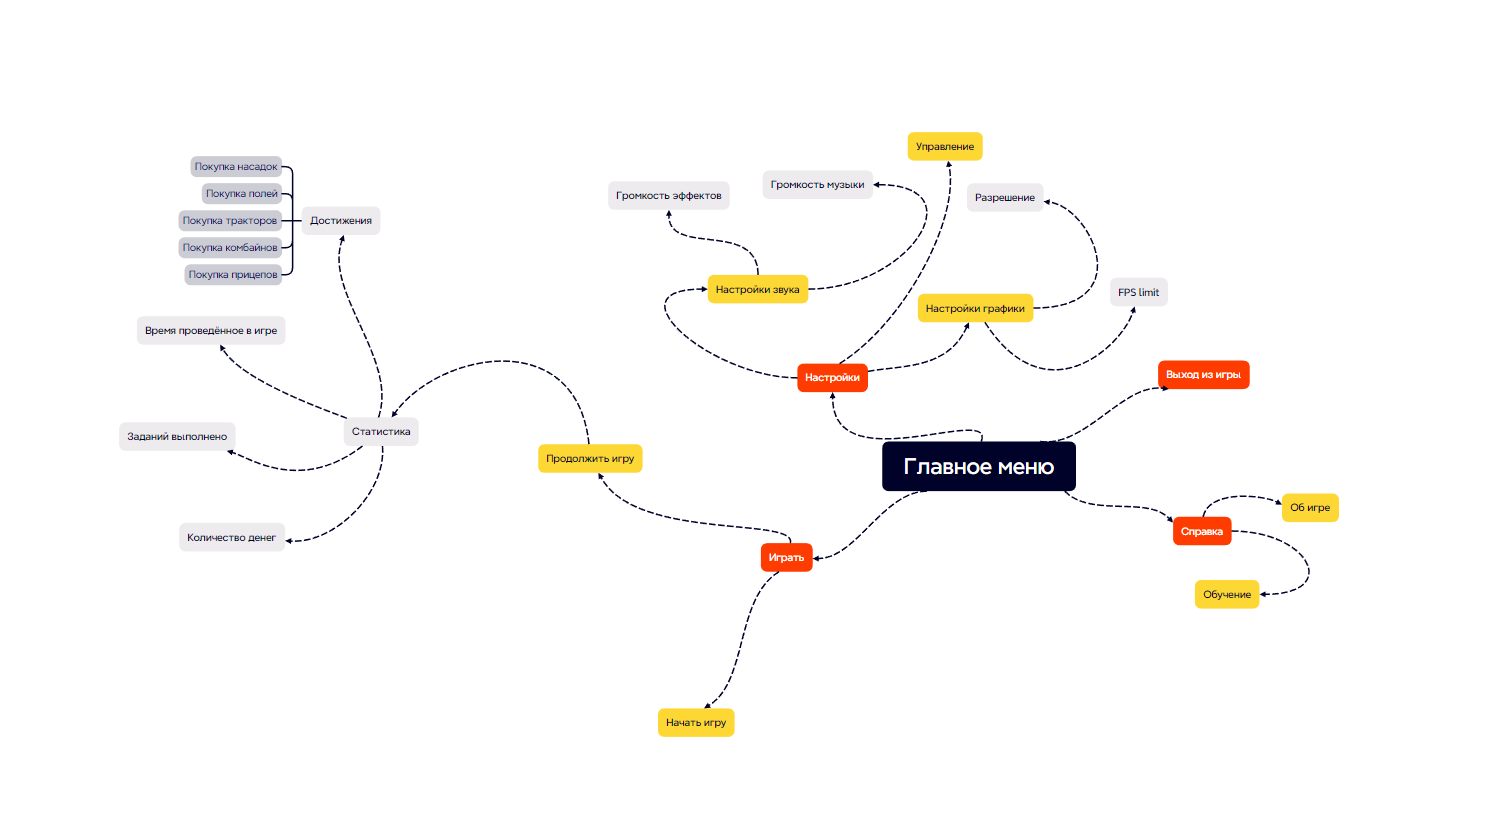 Управление
Покупка насадок
Громкость музыки
Покупка полей
Громкость эффектов
Разрешение
Покупка тракторов
Достижения
Покупка комбайнов
Покупка прицепов
Настройки звука
FPS limit
Настройки графики
Время проведённое в игре
Выход из игры
Настройки
Статистика
Заданий выполнено
Продолжить игру
Главное меню
Об игре
Справка
Количество денег
Играть
Обучение
Начать игру